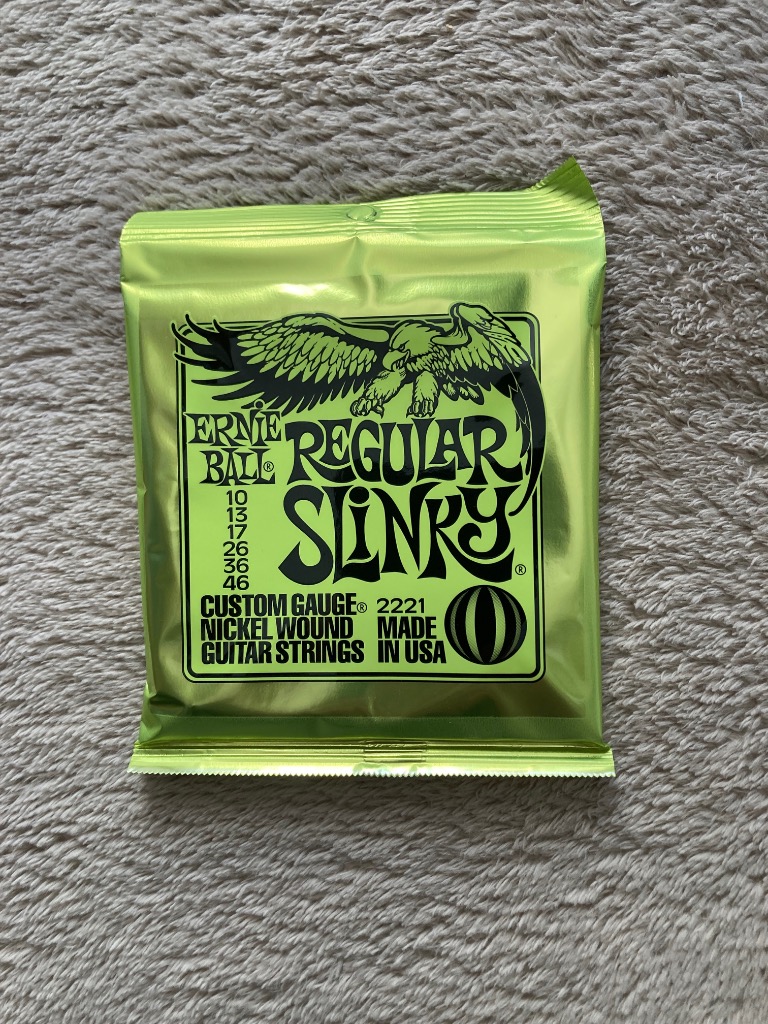 ERNiE
BALL®
REGULAR
SLiNKY®
10
13
17
26
36
46
CUSTOM GAUGE®
NICKEL WOUND
GUITAR STRINGS
2221
MADE
IN USA